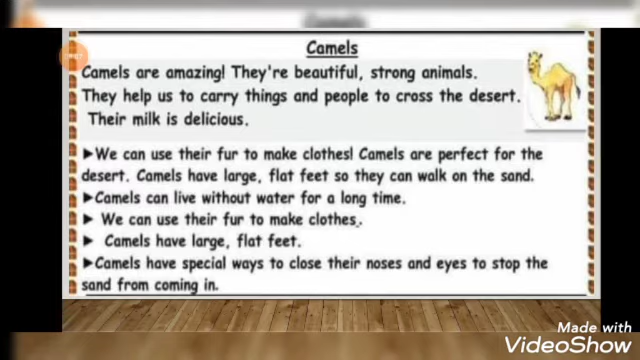 Camels
Camels are amazing! They're beautiful, strong animals.
They help us to carry things and people to cross the desert.
Their milk is delicious.
►We can use their fur to make clothes! Camels are perfect for the
desert. Camels have large, flat feet so they can walk on the sand.
►Camels can live without water for a long time.
► We can use their fur to make clothes.
► Camels have large, flat feet.
►Camels have special ways to close their noses and eyes to stop the
sand from coming in.
Made with
VideoShow